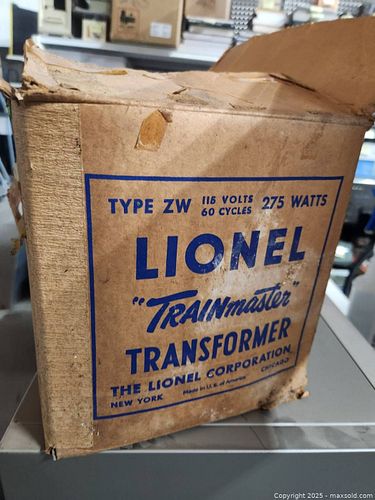 TYPE ZW 115 VOLTS 60 CYCLES 275 WATTS
LIONEL
"TRAINmaster"
TRANSFORMER
THE LIONEL CORPORATION
NEW YORK Made in U. S. of America CHICAGO
Copyright © 2025 - maxsold.com